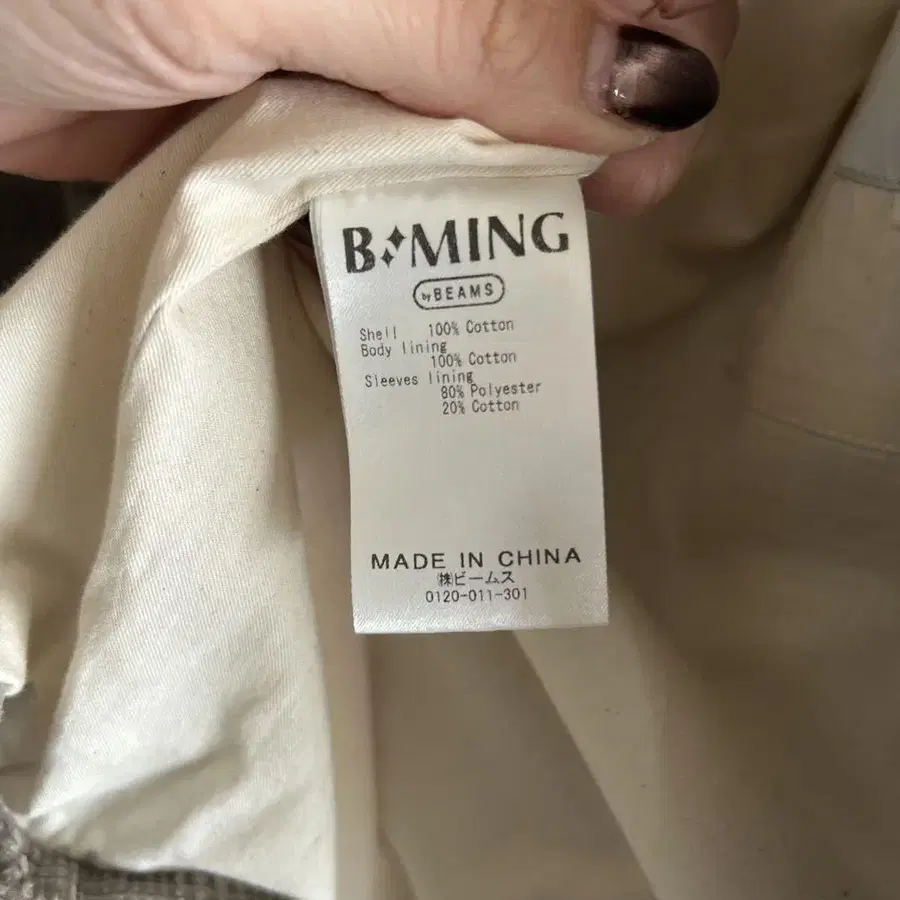 B✦MING
by BEAMS
Shell 100% Cotton
Body lining
100% Cotton
Sleeves lining
80% Polyester
20% Cotton
MADE IN CHINA
㈱ビームス
0120-011-301